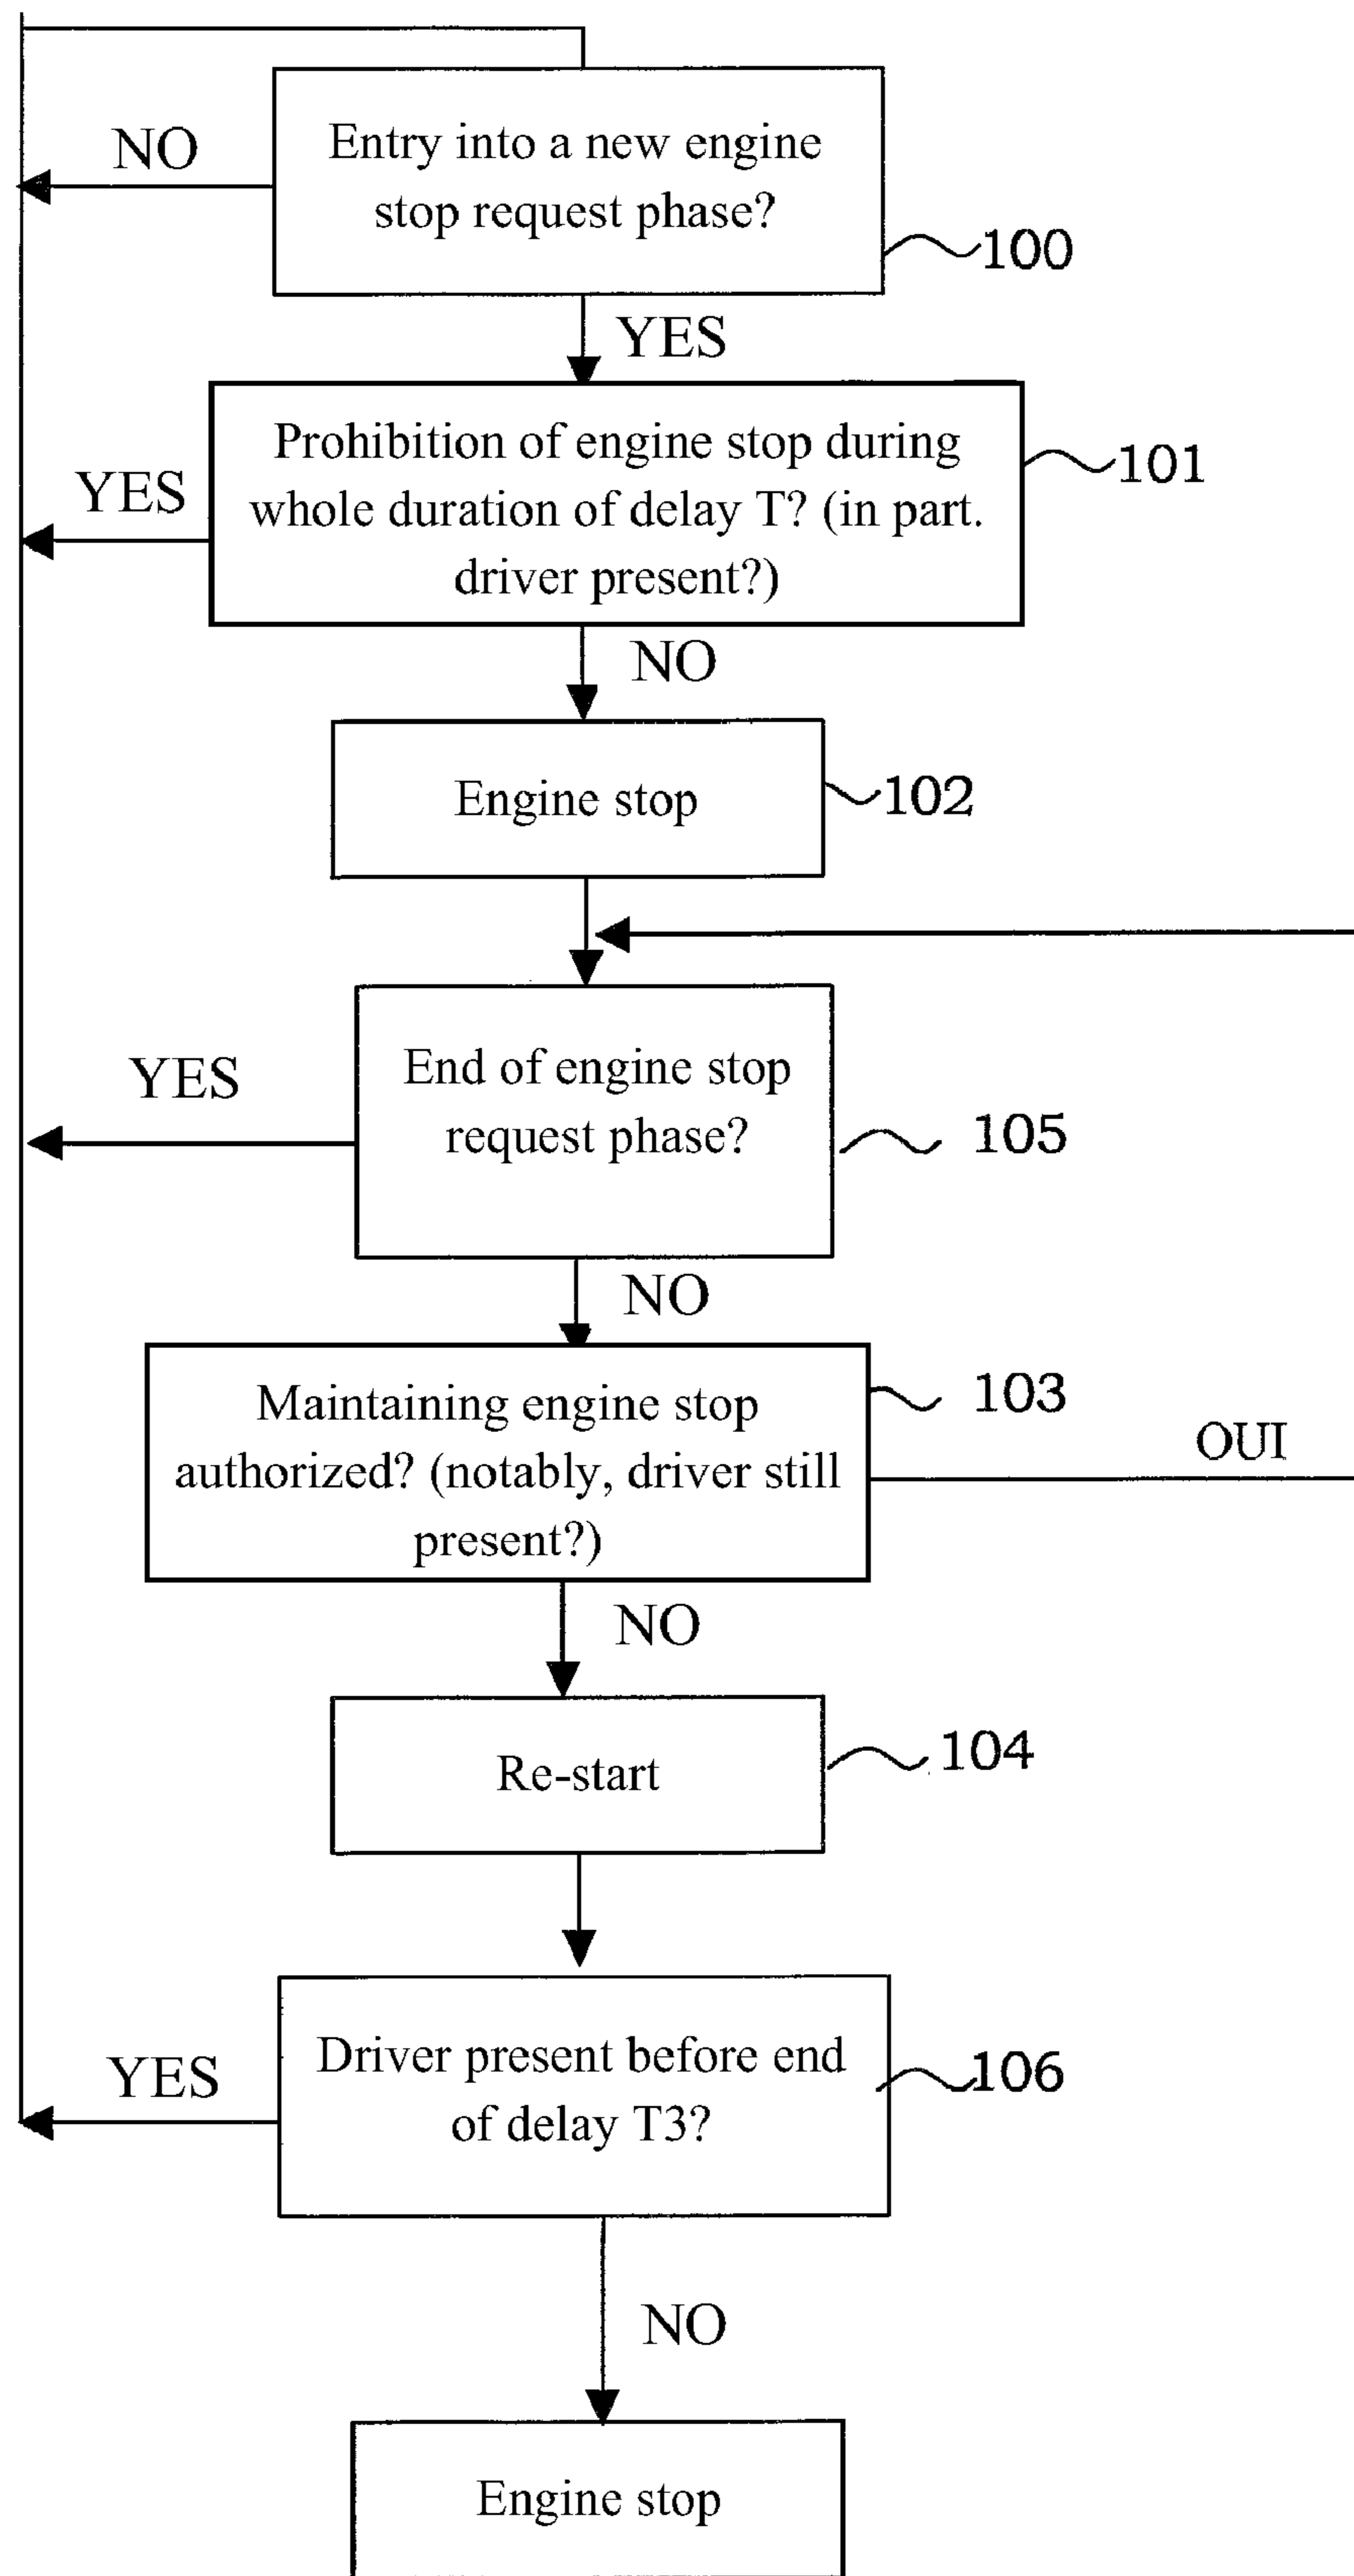 NO
Entry into a new engine
stop request phase?
100
YES
Prohibition of engine stop during
whole duration of delay T? (in part.
driver present?)
101
YES
NO
Engine stop
102
End of engine stop
request phase?
YES
105
NO
Maintaining engine stop
authorized? (notably, driver still
present?)
103
OUI
NO
Re-start
104
Driver present before end
of delay T3?
YES
106
NO
Engine stop